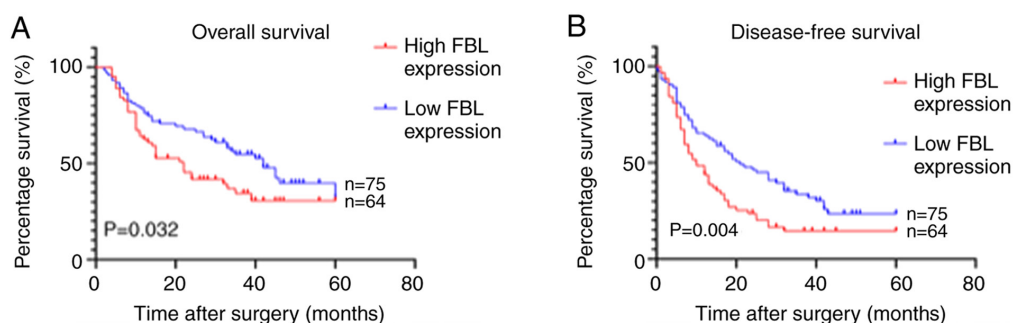 A
Overall survival
High FBL
expression
Low FBL
expression
Percentage survival (%)
100
50
0
n=75
n=64
P=0.032
0 20 40 60 80
Time after surgery (months)
B
Disease-free survival
High FBL
expression
Low FBL
expression
Percentage survival (%)
100
50
0
n=75
n=64
P=0.004
0 20 40 60 80
Time after surgery (months)